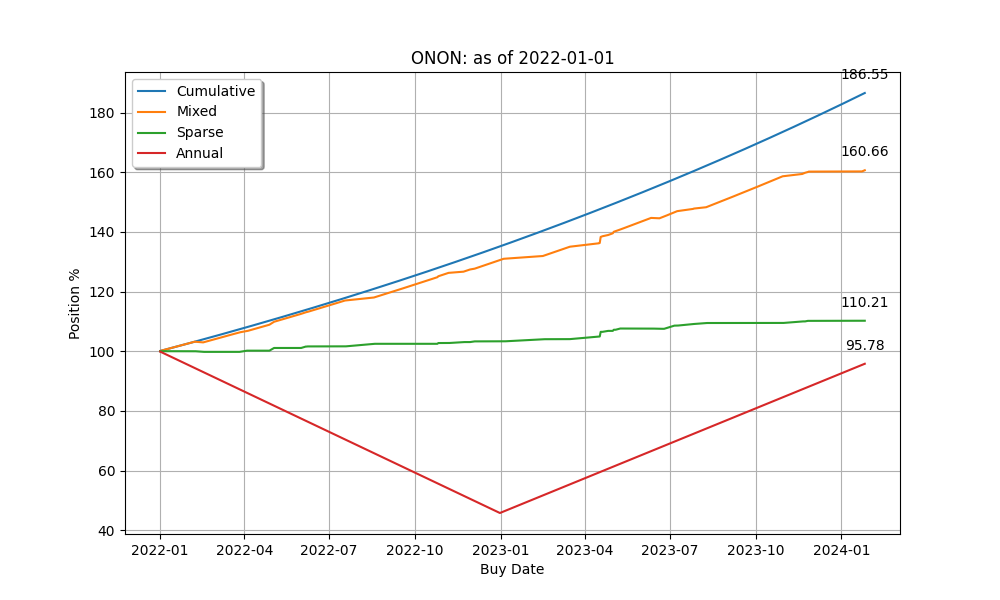 ONON: as of 2022-01-01
Cumulative
Mixed
Sparse
Annual
186.55
160.66
110.21
95.78
180
160
140
120
100
80
60
40
Position %
2022-01 2022-04 2022-07 2022-10 2023-01 2023-04 2023-07 2023-10 2024-01
Buy Date